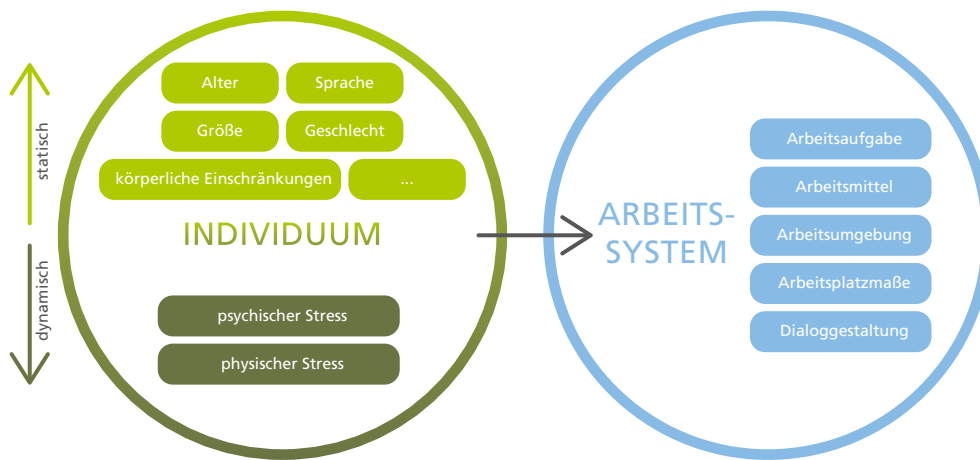 statisch
dynamisch
Alter
Sprache
Größe
Geschlecht
körperliche Einschränkungen
...
INDIVIDUUM
psychischer Stress
physischer Stress
ARBEITS-
SYSTEM
Arbeitsaufgabe
Arbeitsmittel
Arbeitsumgebung
Arbeitsplatzmaße
Dialoggestaltung